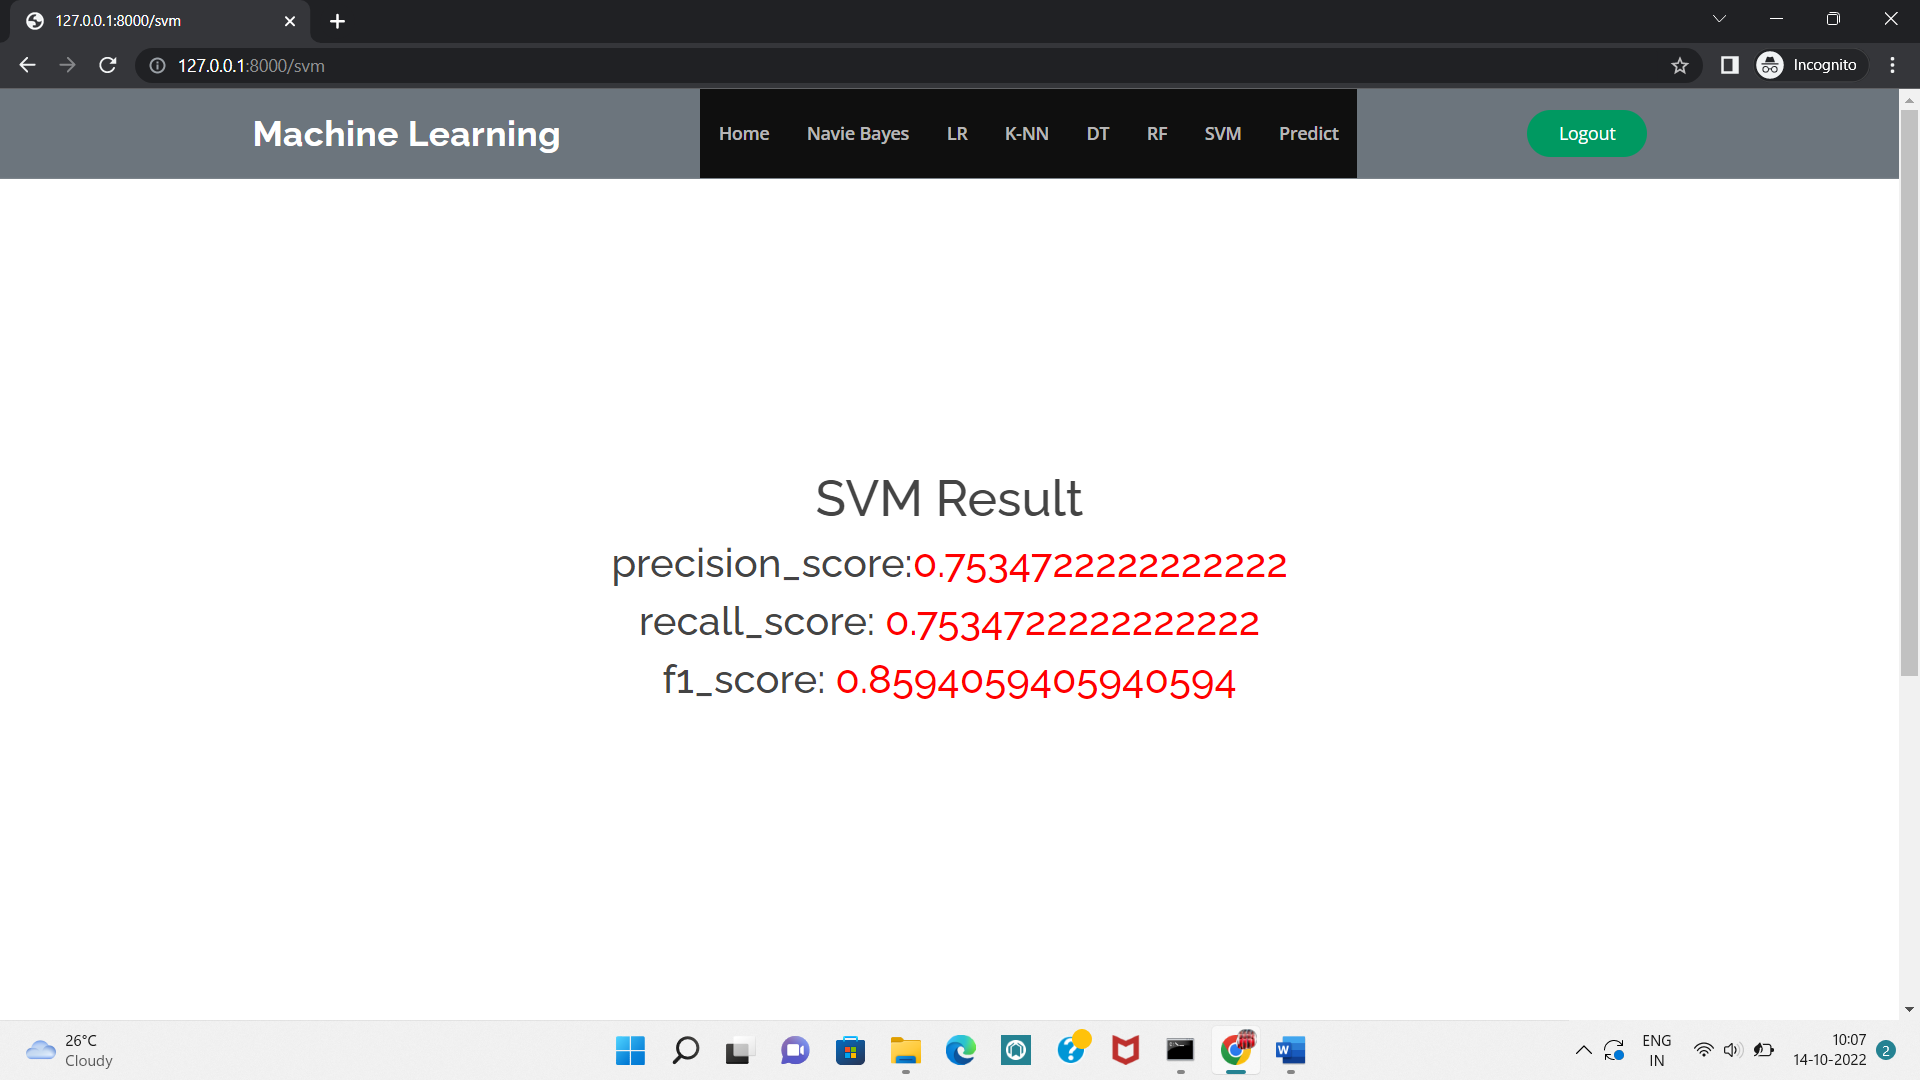 127.0.0.1:8000/svm
127.0.0.1:8000/svm
Incognito
Machine Learning
Home Navie Bayes LR K-NN DT RF SVM Predict
Logout
SVM Result
precision_score:0.7534722222222222
recall_score: 0.7534722222222222
f1_score: 0.8594059405940594
26°C
Cloudy
ENG
IN
10:07
14-10-2022
2